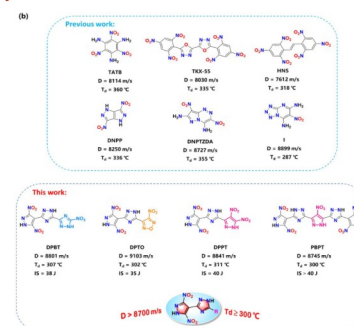 (b)
Previous work:
TATB
D = 8114 m/s
Td = 360 °C
TKX-55
D = 8030 m/s
Td = 335 °C
HNS
D = 7612 m/s
Td = 318 °C
DNPP
D = 8250 m/s
Td = 336 °C
DNPTZDA
D = 8727 m/s
Td = 355 °C
I
D = 8899 m/s
Td = 287 °C
This work:
DPBT
D = 8801 m/s
Td = 307 °C
IS > 38 J
DPTO
D = 9103 m/s
Td = 302 °C
IS > 35 J
DPPT
D = 8841 m/s
Td = 311 °C
IS > 40 J
PBPT
D = 8745 m/s
Td = 300 °C
IS > 40 J
D > 8700 m/s
Td ≥ 300 °C